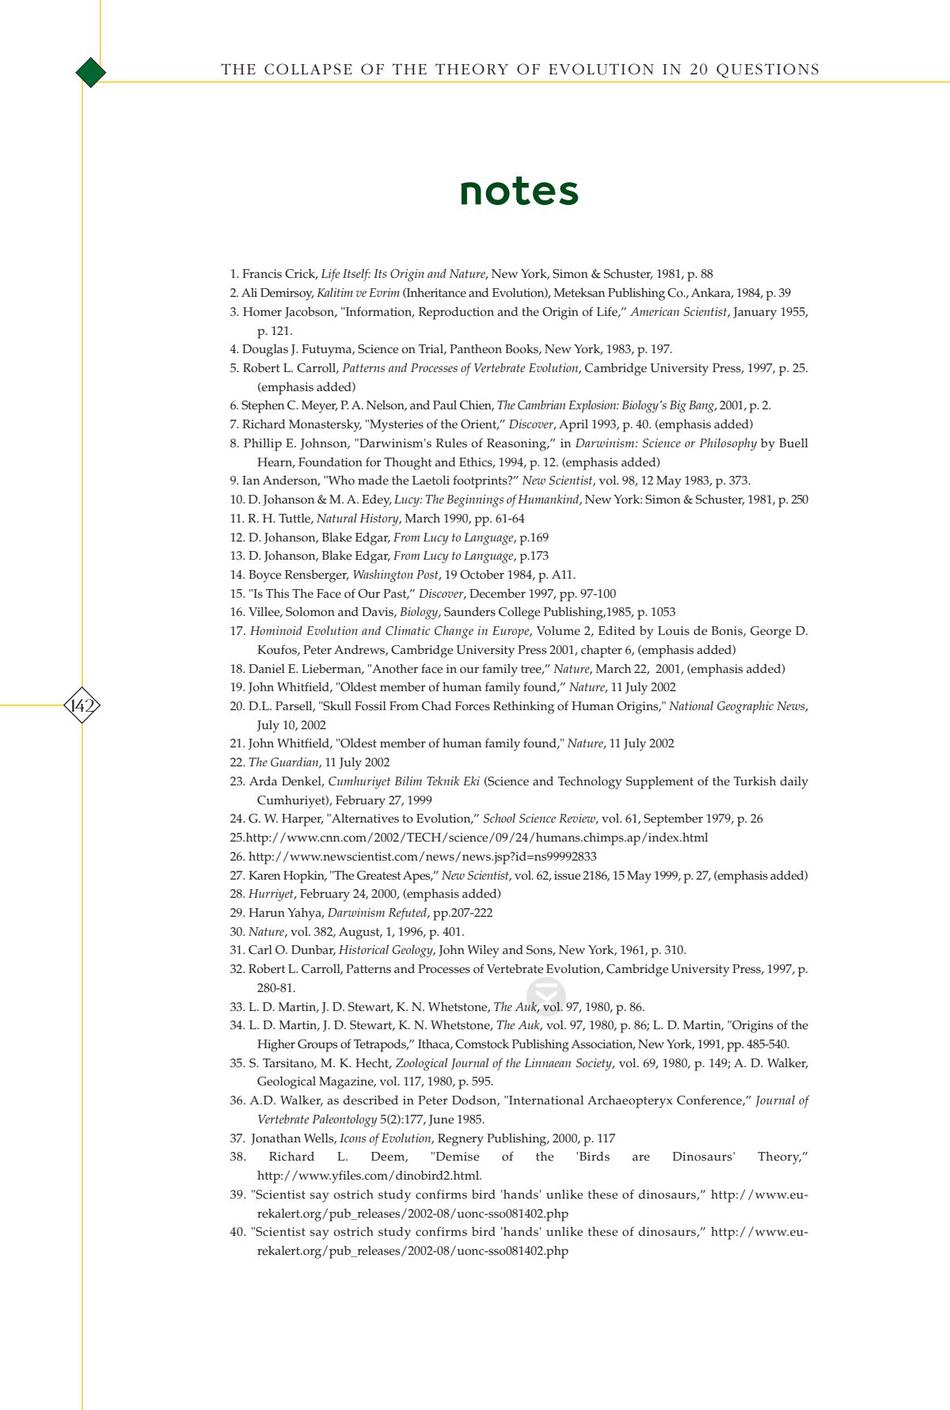 THE COLLAPSE OF THE THEORY OF EVOLUTION IN 20 QUESTIONS
notes
1. Francis Crick, Life Itself: Its Origin and Nature, New York, Simon & Schuster, 1981, p. 88
2. Ali Demirsoy, Kalitim ve Evrim (Inheritance and Evolution), Meteksan Publishing Co., Ankara, 1984, p. 39
3. Homer Jacobson, "Information, Reproduction and the Origin of Life,” American Scientist, January 1955,
p. 121.
4. Douglas J. Futuyma, Science on Trial, Pantheon Books, New York, 1983, p. 197.
5. Robert L. Carroll, Patterns and Processes of Vertebrate Evolution, Cambridge University Press, 1997, p. 25.
(emphasis added)
6. Stephen C. Meyer, P. A. Nelson, and Paul Chien, The Cambrian Explosion: Biology's Big Bang, 2001, p. 2.
7. Richard Monastersky, "Mysteries of the Orient,” Discover, April 1993, p. 40. (emphasis added)
8. Phillip E. Johnson, "Darwinism's Rules of Reasoning,” in Darwinism: Science or Philosophy by Buell
Hearn, Foundation for Thought and Ethics, 1994, p. 12. (emphasis added)
9. Ian Anderson, "Who made the Laetoli footprints?” New Scientist, vol. 98, 12 May 1983, p. 373.
10. D. Johanson & M. A. Edey, Lucy: The Beginnings of Humankind, New York: Simon & Schuster, 1981, p. 250
11. R. H. Tuttle, Natural History, March 1990, pp. 61-64
12. D. Johanson, Blake Edgar, From Lucy to Language, p.169
13. D. Johanson, Blake Edgar, From Lucy to Language, p.173
14. Boyce Rensberger, Washington Post, 19 October 1984, p. A11.
15. "Is This The Face of Our Past,” Discover, December 1997, pp. 97-100
16. Villee, Solomon and Davis, Biology, Saunders College Publishing,1985, p. 1053
17. Hominoid Evolution and Climatic Change in Europe, Volume 2, Edited by Louis de Bonis, George D.
Koufos, Peter Andrews, Cambridge University Press 2001, chapter 6, (emphasis added)
18. Daniel E. Lieberman, "Another face in our family tree,” Nature, March 22, 2001, (emphasis added)
19. John Whitfield, "Oldest member of human family found,” Nature, 11 July 2002
142
20. D.L. Parsell, "Skull Fossil From Chad Forces Rethinking of Human Origins," National Geographic News,
July 10, 2002
21. John Whitfield, "Oldest member of human family found," Nature, 11 July 2002
22. The Guardian, 11 July 2002
23. Arda Denkel, Cumhuriyet Bilim Teknik Eki (Science and Technology Supplement of the Turkish daily
Cumhuriyet), February 27, 1999
24. G. W. Harper, "Alternatives to Evolution,” School Science Review, vol. 61, September 1979, p. 26
25.http://www.cnn.com/2002/TECH/science/09/24/humans.chimps.ap/index.html
26. http://www.newscientist.com/news/news.jsp?id=ns99992833
27. Karen Hopkin, "The Greatest Apes,” New Scientist, vol. 62, issue 2186, 15 May 1999, p. 27, (emphasis added)
28. Hurriyet, February 24, 2000, (emphasis added)
29. Harun Yahya, Darwinism Refuted, pp.207-222
30. Nature, vol. 382, August, 1, 1996, p. 401.
31. Carl O. Dunbar, Historical Geology, John Wiley and Sons, New York, 1961, p. 310.
32. Robert L. Carroll, Patterns and Processes of Vertebrate Evolution, Cambridge University Press, 1997, p.
280-81.
33. L. D. Martin, J. D. Stewart, K. N. Whetstone, The Auk, vol. 97, 1980, p. 86.
34. L. D. Martin, J. D. Stewart, K. N. Whetstone, The Auk, vol. 97, 1980, p. 86; L. D. Martin, "Origins of the
Higher Groups of Tetrapods,” Ithaca, Comstock Publishing Association, New York, 1991, pp. 485-540.
35. S. Tarsitano, M. K. Hecht, Zoological Journal of the Linnaean Society, vol. 69, 1980, p. 149; A. D. Walker,
Geological Magazine, vol. 117, 1980, p. 595.
36. A.D. Walker, as described in Peter Dodson, "International Archaeopteryx Conference,” Journal of
Vertebrate Paleontology 5(2):177, June 1985.
37. Jonathan Wells, Icons of Evolution, Regnery Publishing, 2000, p. 117
38. Richard L. Deem, "Demise of the 'Birds are Dinosaurs' Theory,”
http://www.yfiles.com/dinobird2.html.
39. "Scientist say ostrich study confirms bird 'hands' unlike these of dinosaurs,” http://www.eu-
rekalert.org/pub_releases/2002-08/uonc-sso081402.php
40. "Scientist say ostrich study confirms bird 'hands' unlike these of dinosaurs,” http://www.eu-
rekalert.org/pub_releases/2002-08/uonc-sso081402.php